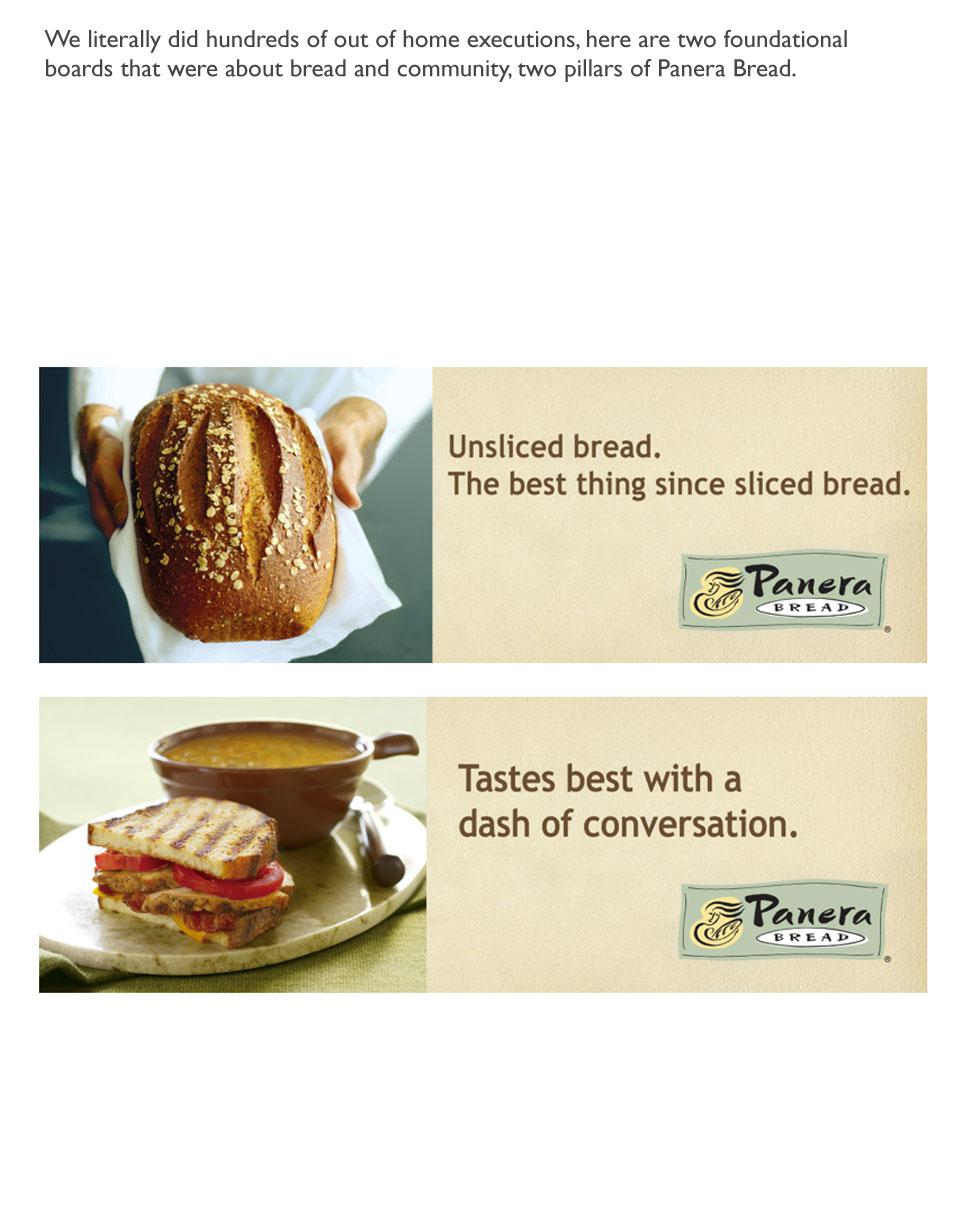 We literally did hundreds of out of home executions, here are two foundational
boards that were about bread and community, two pillars of Panera Bread.
Unsliced bread.
The best thing since sliced bread.
Panera
BREAD
®
Tastes best with a
dash of conversation.
Panera
BREAD
®